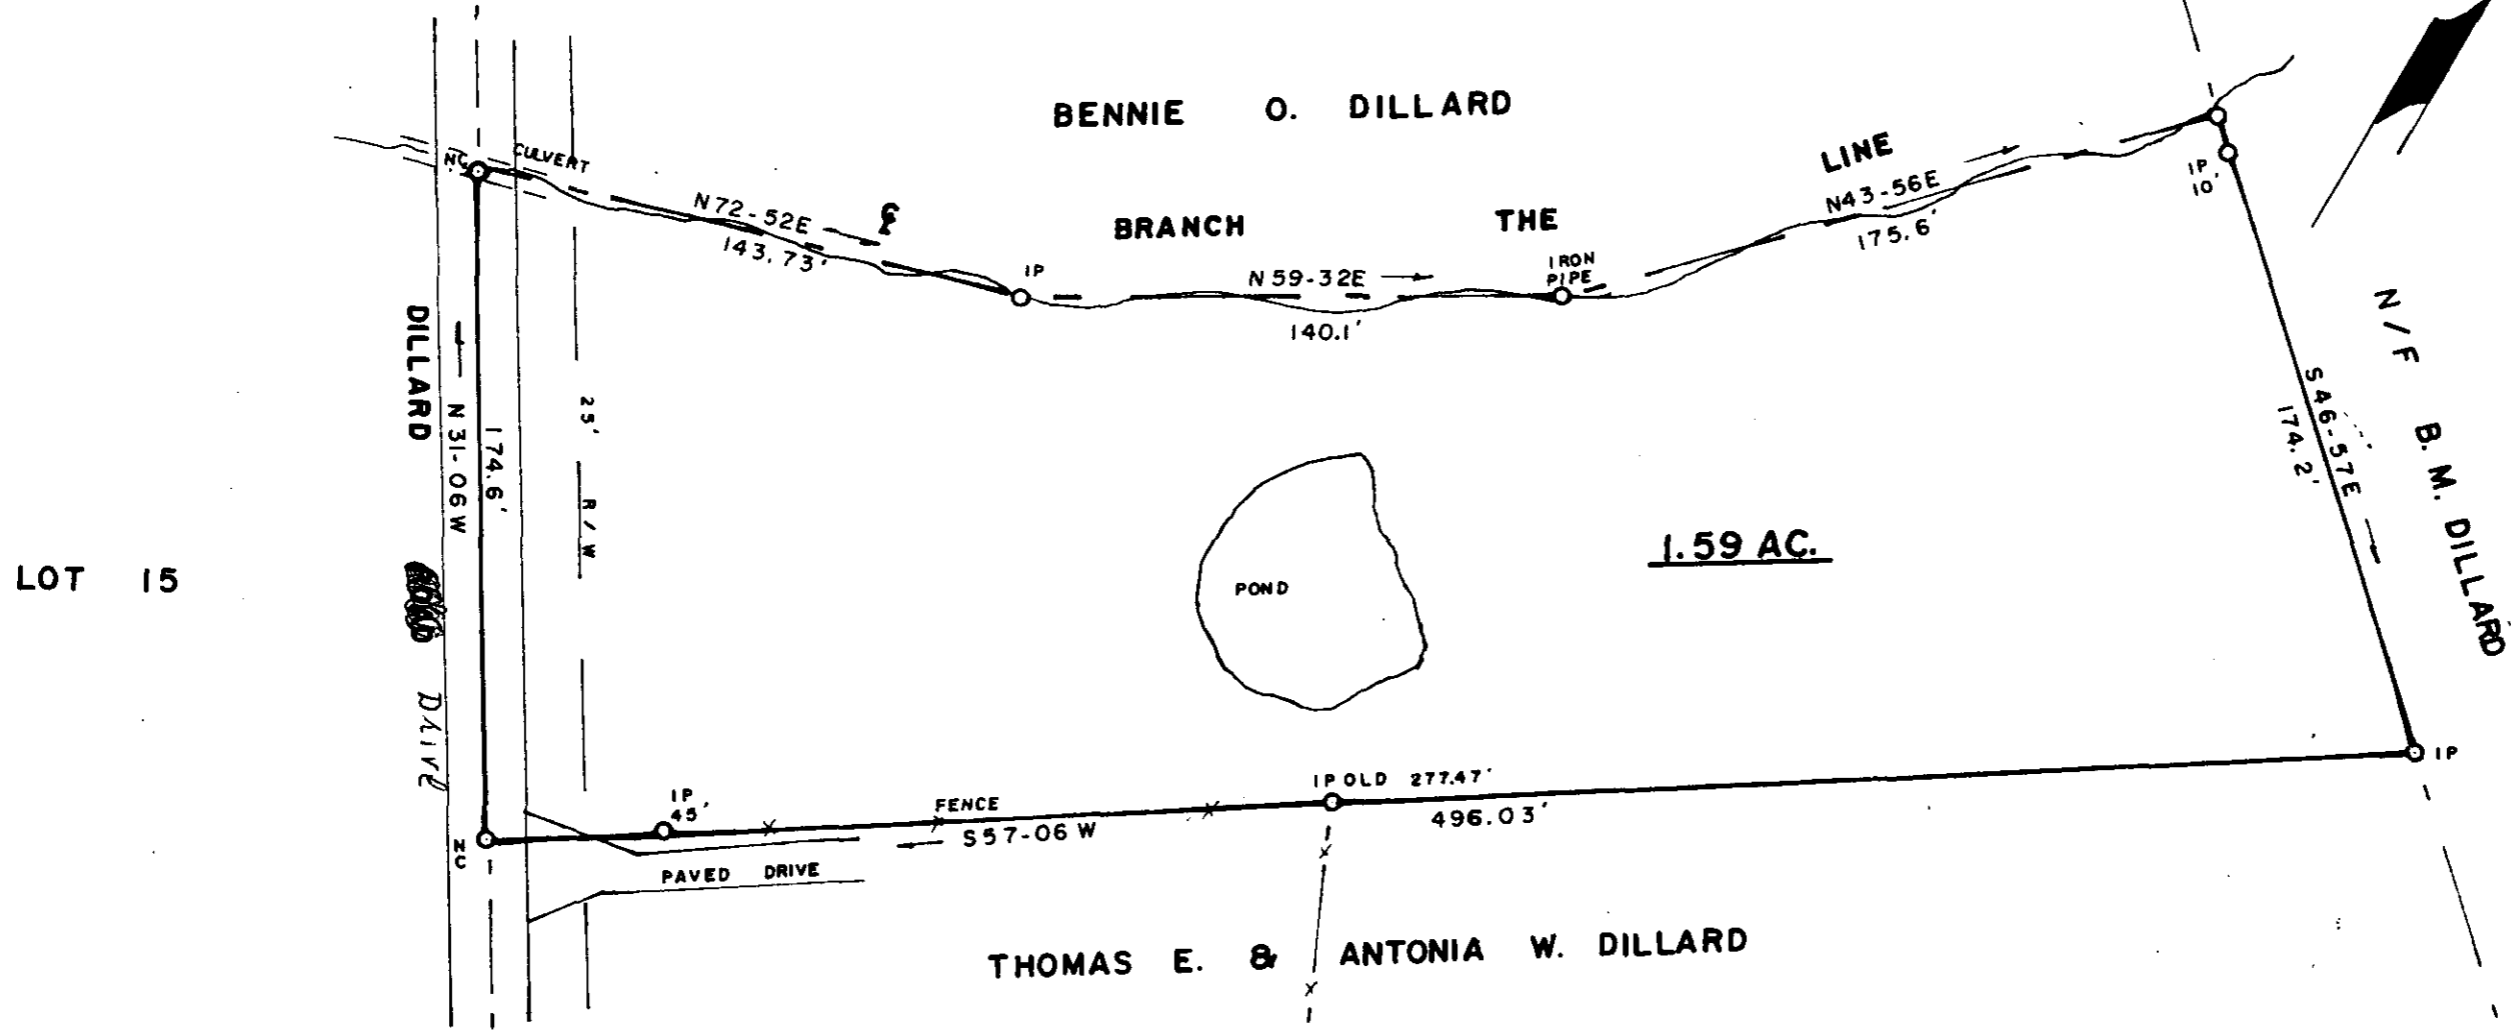 BENNIE O. DILLARD
N.C.
CULVERT
N72-52E
143.73'
℄
BRANCH THE
LINE
N43-56E
175.6'
IP
10'
IP
N59-32E
140.1'
IRON
PIPE
N/F B. M. DILLARD
S46-57E
174.2'
DILLARD
DRIVE
N31-06W
174.6'
25' R/W
LOT 15
POND
1.59 AC.
IP OLD 277.47'
496.03'
IP
IP
45'
FENCE
S57-06W
NC
PAVED DRIVE
THOMAS E. & ANTONIA W. DILLARD